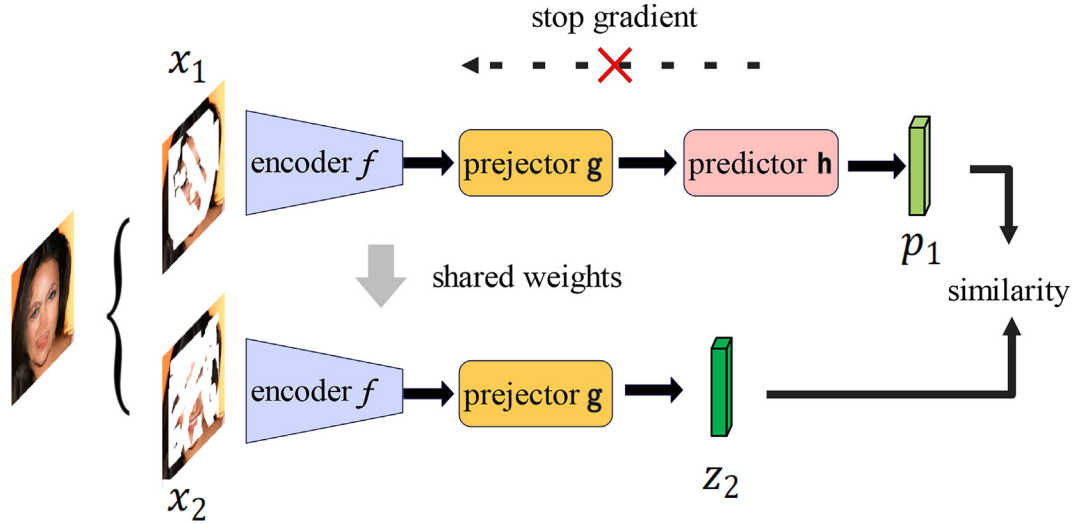 stop gradient
x₁
encoder f
prejector g
predictor h
p₁
shared weights
similarity
encoder f
prejector g
z₂
x₂